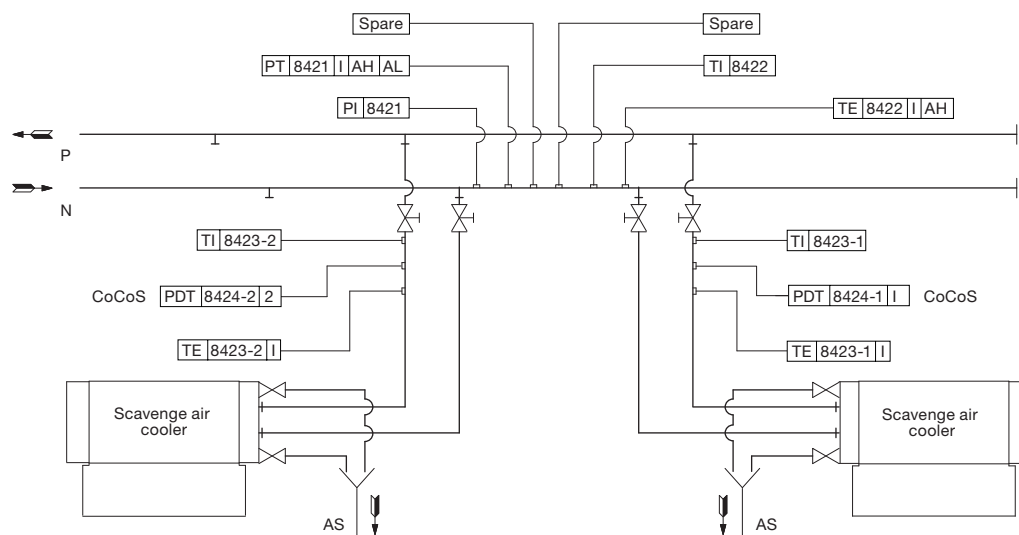 Spare
Spare
PT 8421 I AH AL
TI 8422
PI 8421
TE 8422 I AH
P
N
TI 8423-2
TI 8423-1
CoCoS PDT 8424-2 2
PDT 8424-1 I CoCoS
TE 8423-2 I
TE 8423-1 I
Scavenge air
cooler
Scavenge air
cooler
AS
AS